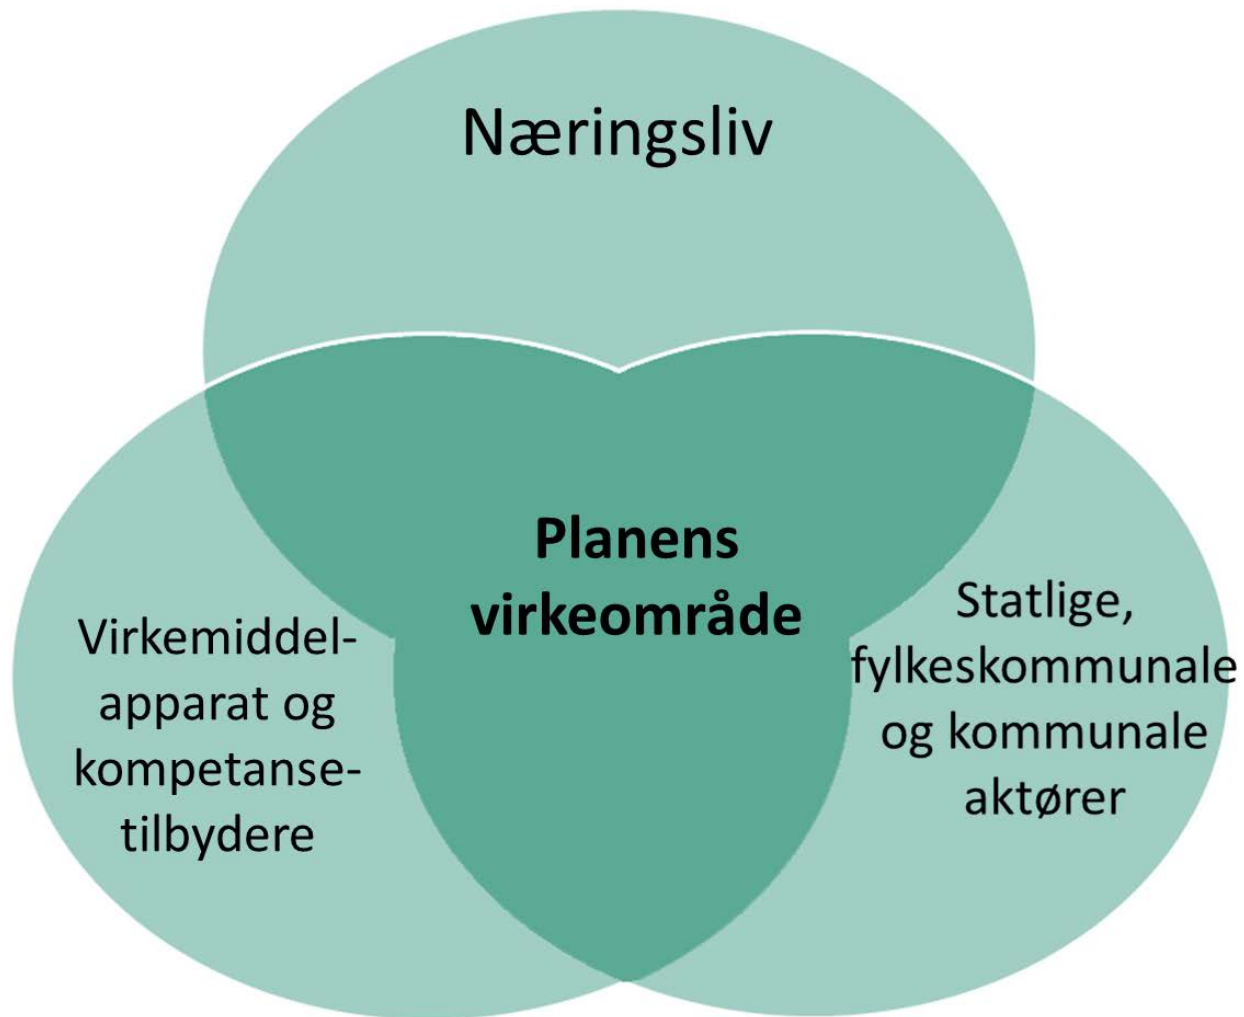 Næringsliv
Planens
virkeområde
Virkemiddel-
apparat og
kompetanse-
tilbydere
Statlige,
fylkeskommunale
og kommunale
aktører